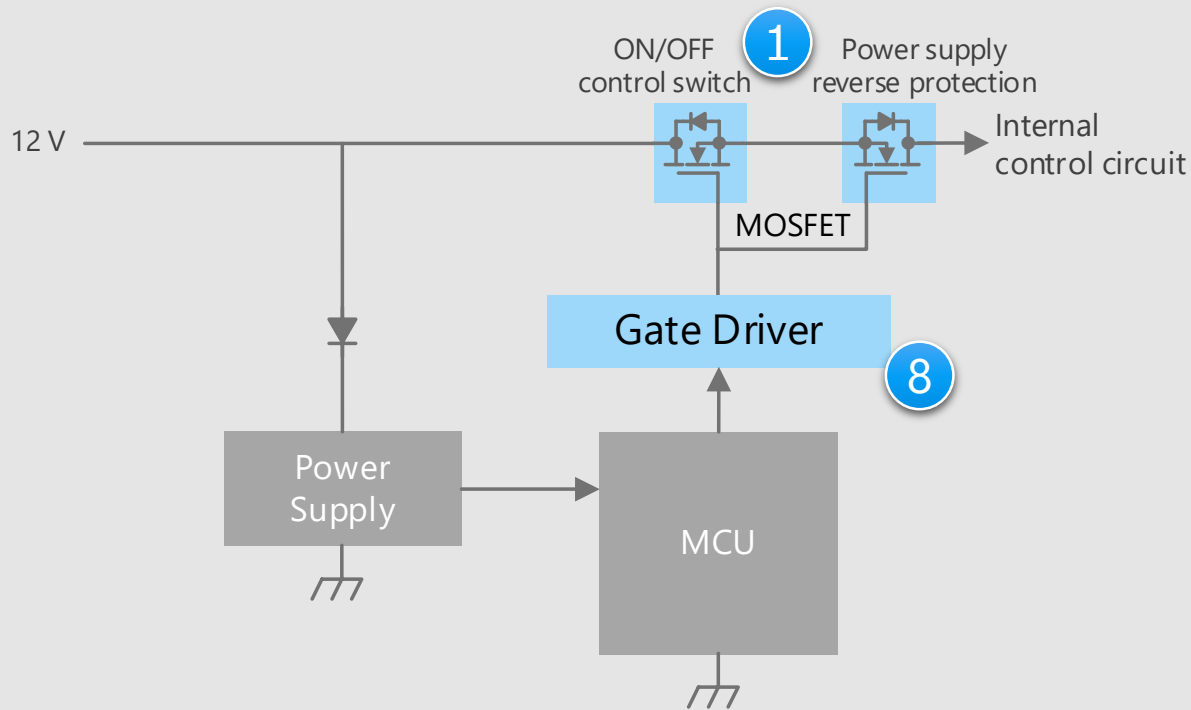 ON/OFF
control switch
1
Power supply
reverse protection
12 V
Internal
control circuit
MOSFET
Gate Driver
8
Power
Supply
MCU